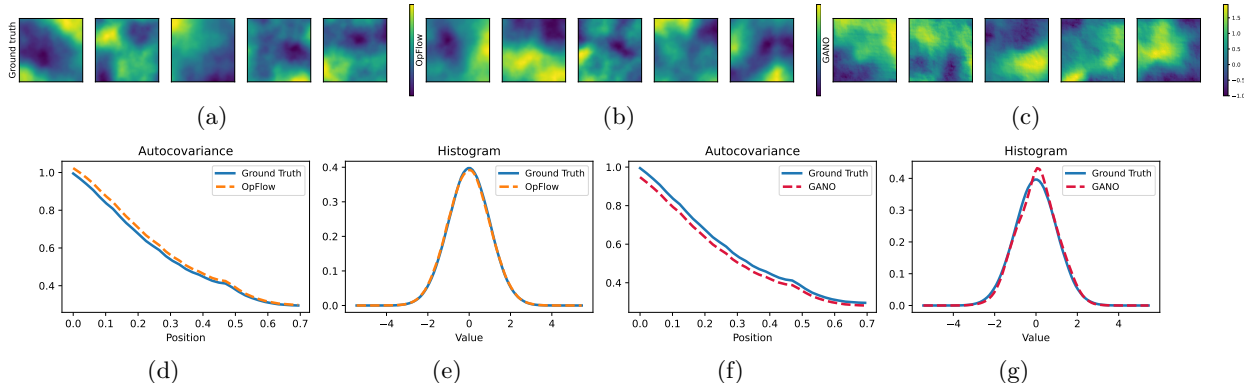 Ground truth
OpFlow
GANO
1.5
1.0
0.5
0.0
−0.5
−1.0
(a)
(b)
(c)
Autocovariance
Histogram
Autocovariance
Histogram
Ground Truth
OpFlow
Ground Truth
OpFlow
Ground Truth
GANO
Ground Truth
GANO
1.0
0.8
0.6
0.4
0.4
0.3
0.2
0.1
0.0
1.0
0.8
0.6
0.4
0.4
0.3
0.2
0.1
0.0
0.0 0.1 0.2 0.3 0.4 0.5 0.6 0.7
−4 −2 0 2 4
0.0 0.1 0.2 0.3 0.4 0.5 0.6 0.7
−4 −2 0 2 4
Position
Value
Position
Value
(d)
(e)
(f)
(g)